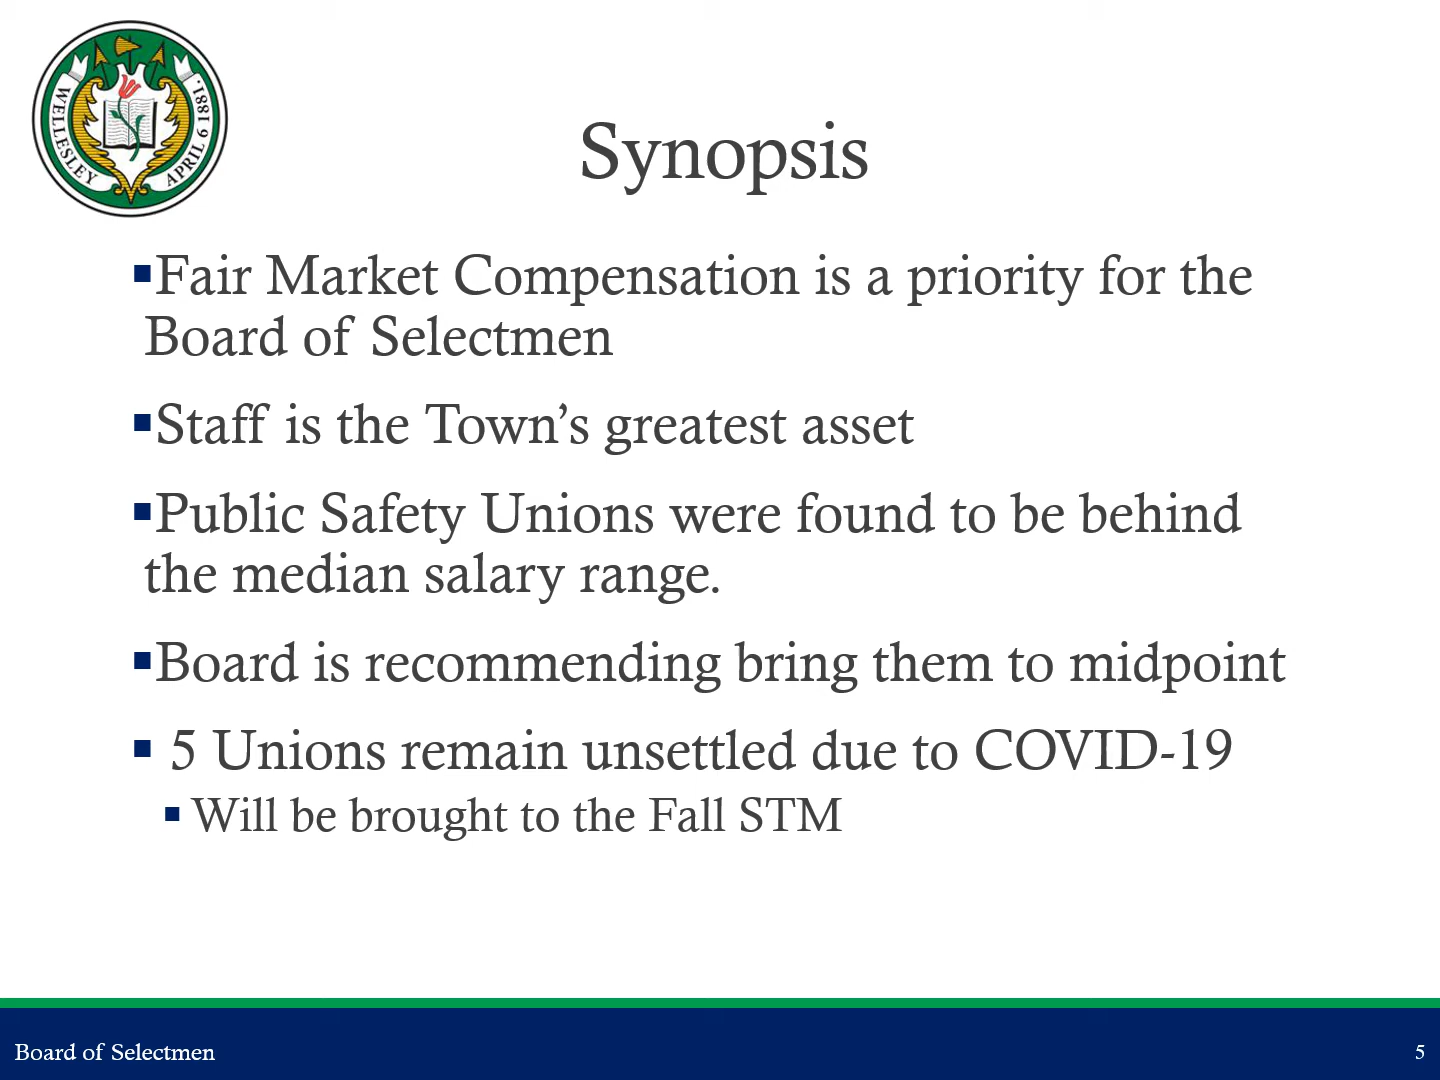 WELLESLEY
APRIL 6 1881.
Synopsis
▪Fair Market Compensation is a priority for the
Board of Selectmen
▪Staff is the Town’s greatest asset
▪Public Safety Unions were found to be behind
the median salary range.
▪Board is recommending bring them to midpoint
▪ 5 Unions remain unsettled due to COVID-19
▪ Will be brought to the Fall STM
Board of Selectmen
5